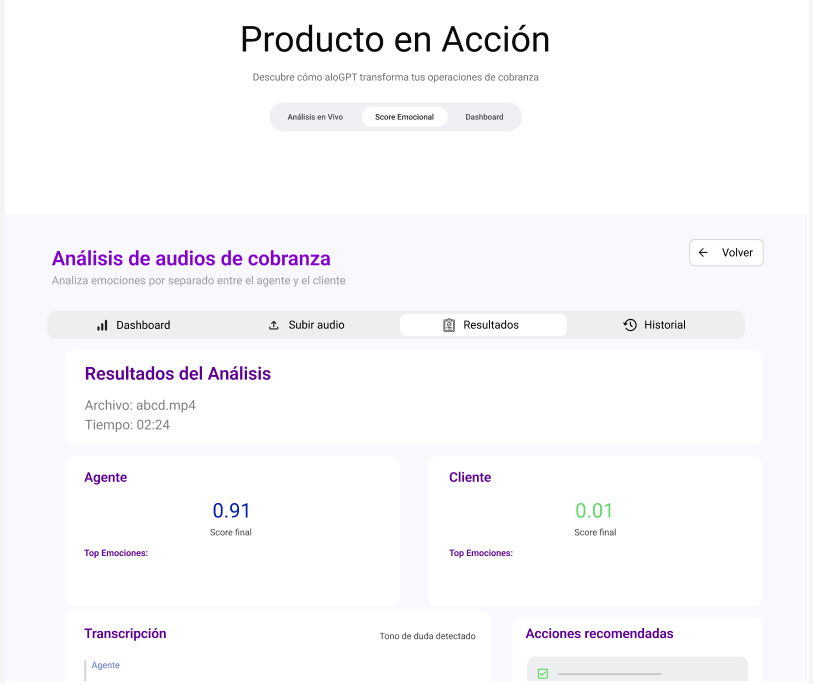 Producto en Acción
Descubre cómo aloGPT transforma tus operaciones de cobranza
Análisis en Vivo
Score Emocional
Dashboard
Análisis de audios de cobranza
Analiza emociones por separado entre el agente y el cliente
Volver
Dashboard
Subir audio
Resultados
Historial
Resultados del Análisis
Archivo: abcd.mp4
Tiempo: 02:24
Agente
0.91
Score final
Top Emociones:
Cliente
0.01
Score final
Top Emociones:
Transcripción
Tono de duda detectado
Agente
Acciones recomendadas